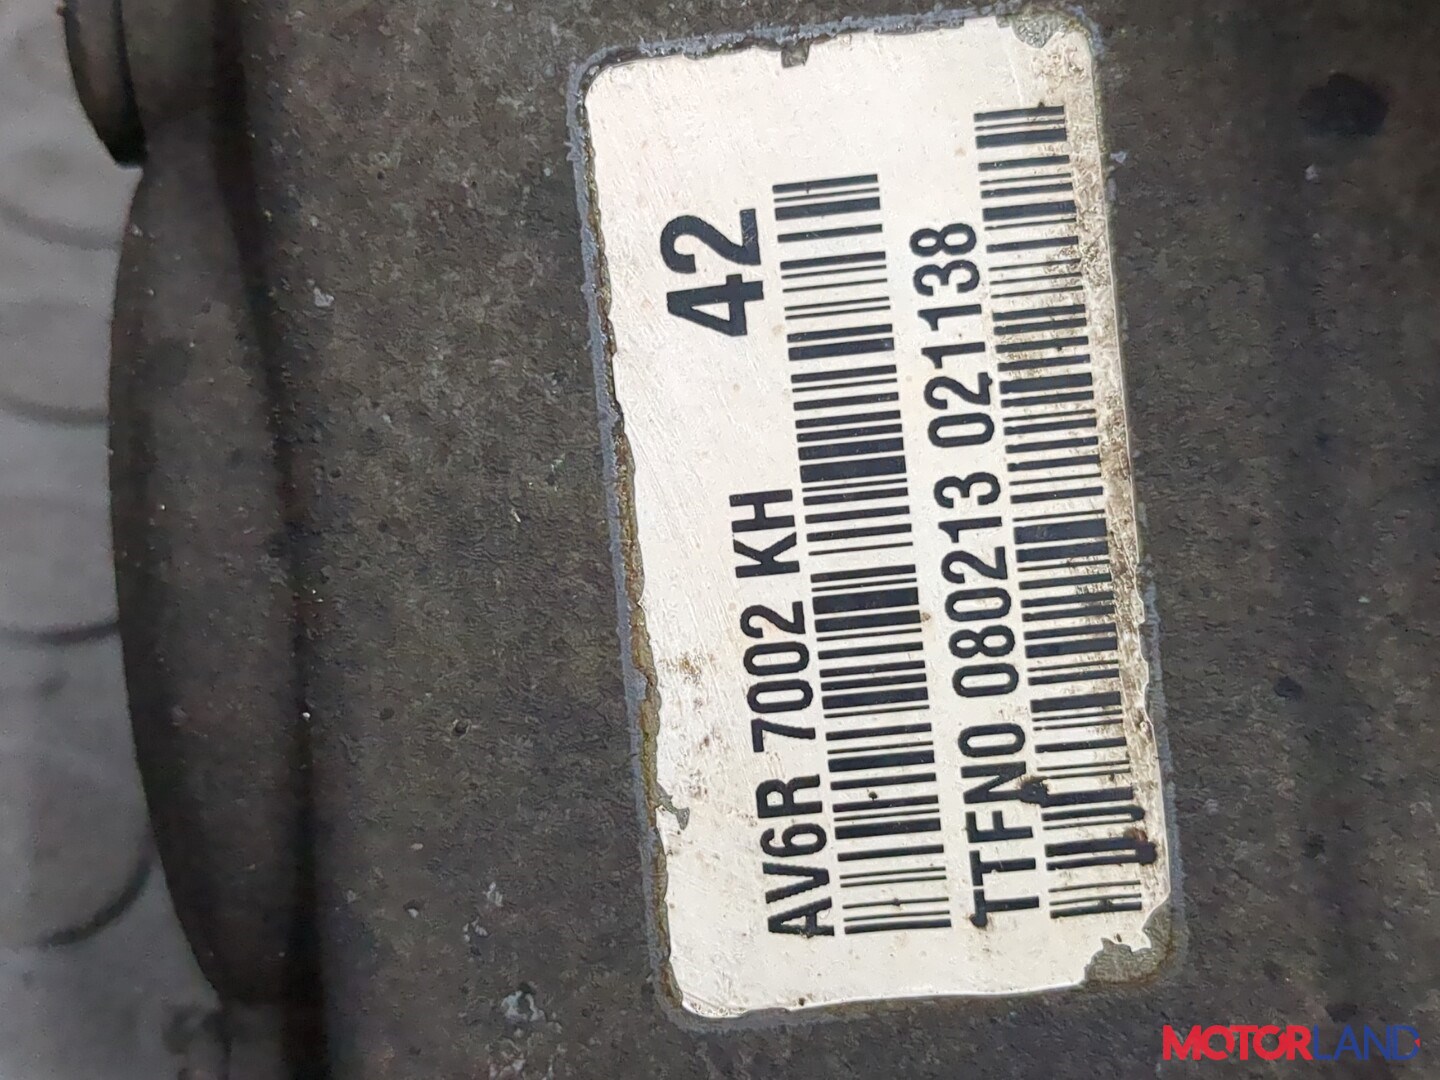 42
AV6R 7002 KH
TTFN0 080213 021138
MOTORLAND